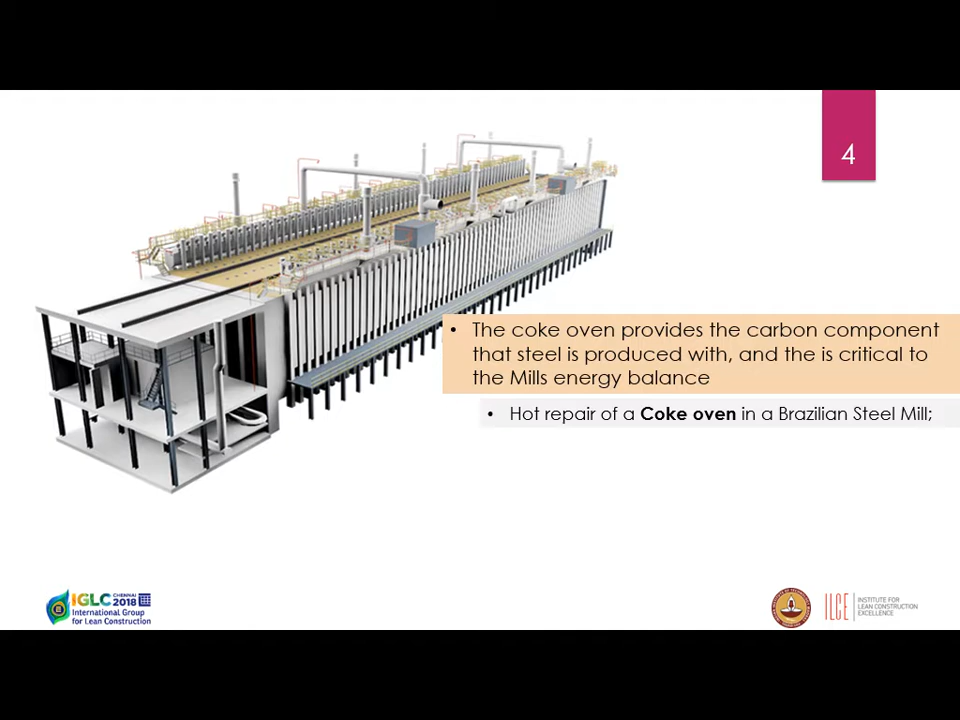 4
• The coke oven provides the carbon component
that steel is produced with, and the is critical to
the Mills energy balance
• Hot repair of a Coke oven in a Brazilian Steel Mill;
IGLC CHENNAI 2018
International Group
for Lean Construction
ILCE
INSTITUTE FOR
LEAN CONSTRUCTION
EXCELLENCE